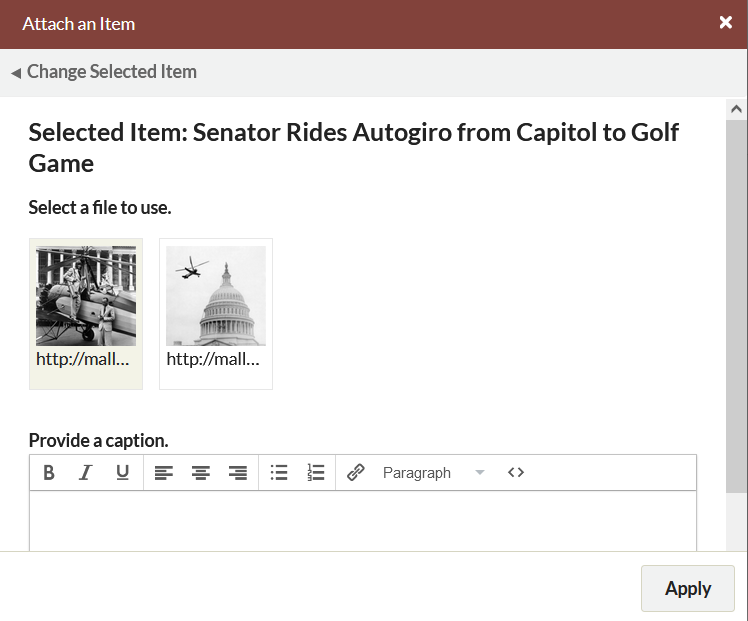 Attach an Item
Change Selected Item
Selected Item: Senator Rides Autogiro from Capitol to Golf
Game
Select a file to use.
http://mall... http://mall...
Provide a caption.
B I U Paragraph
Apply